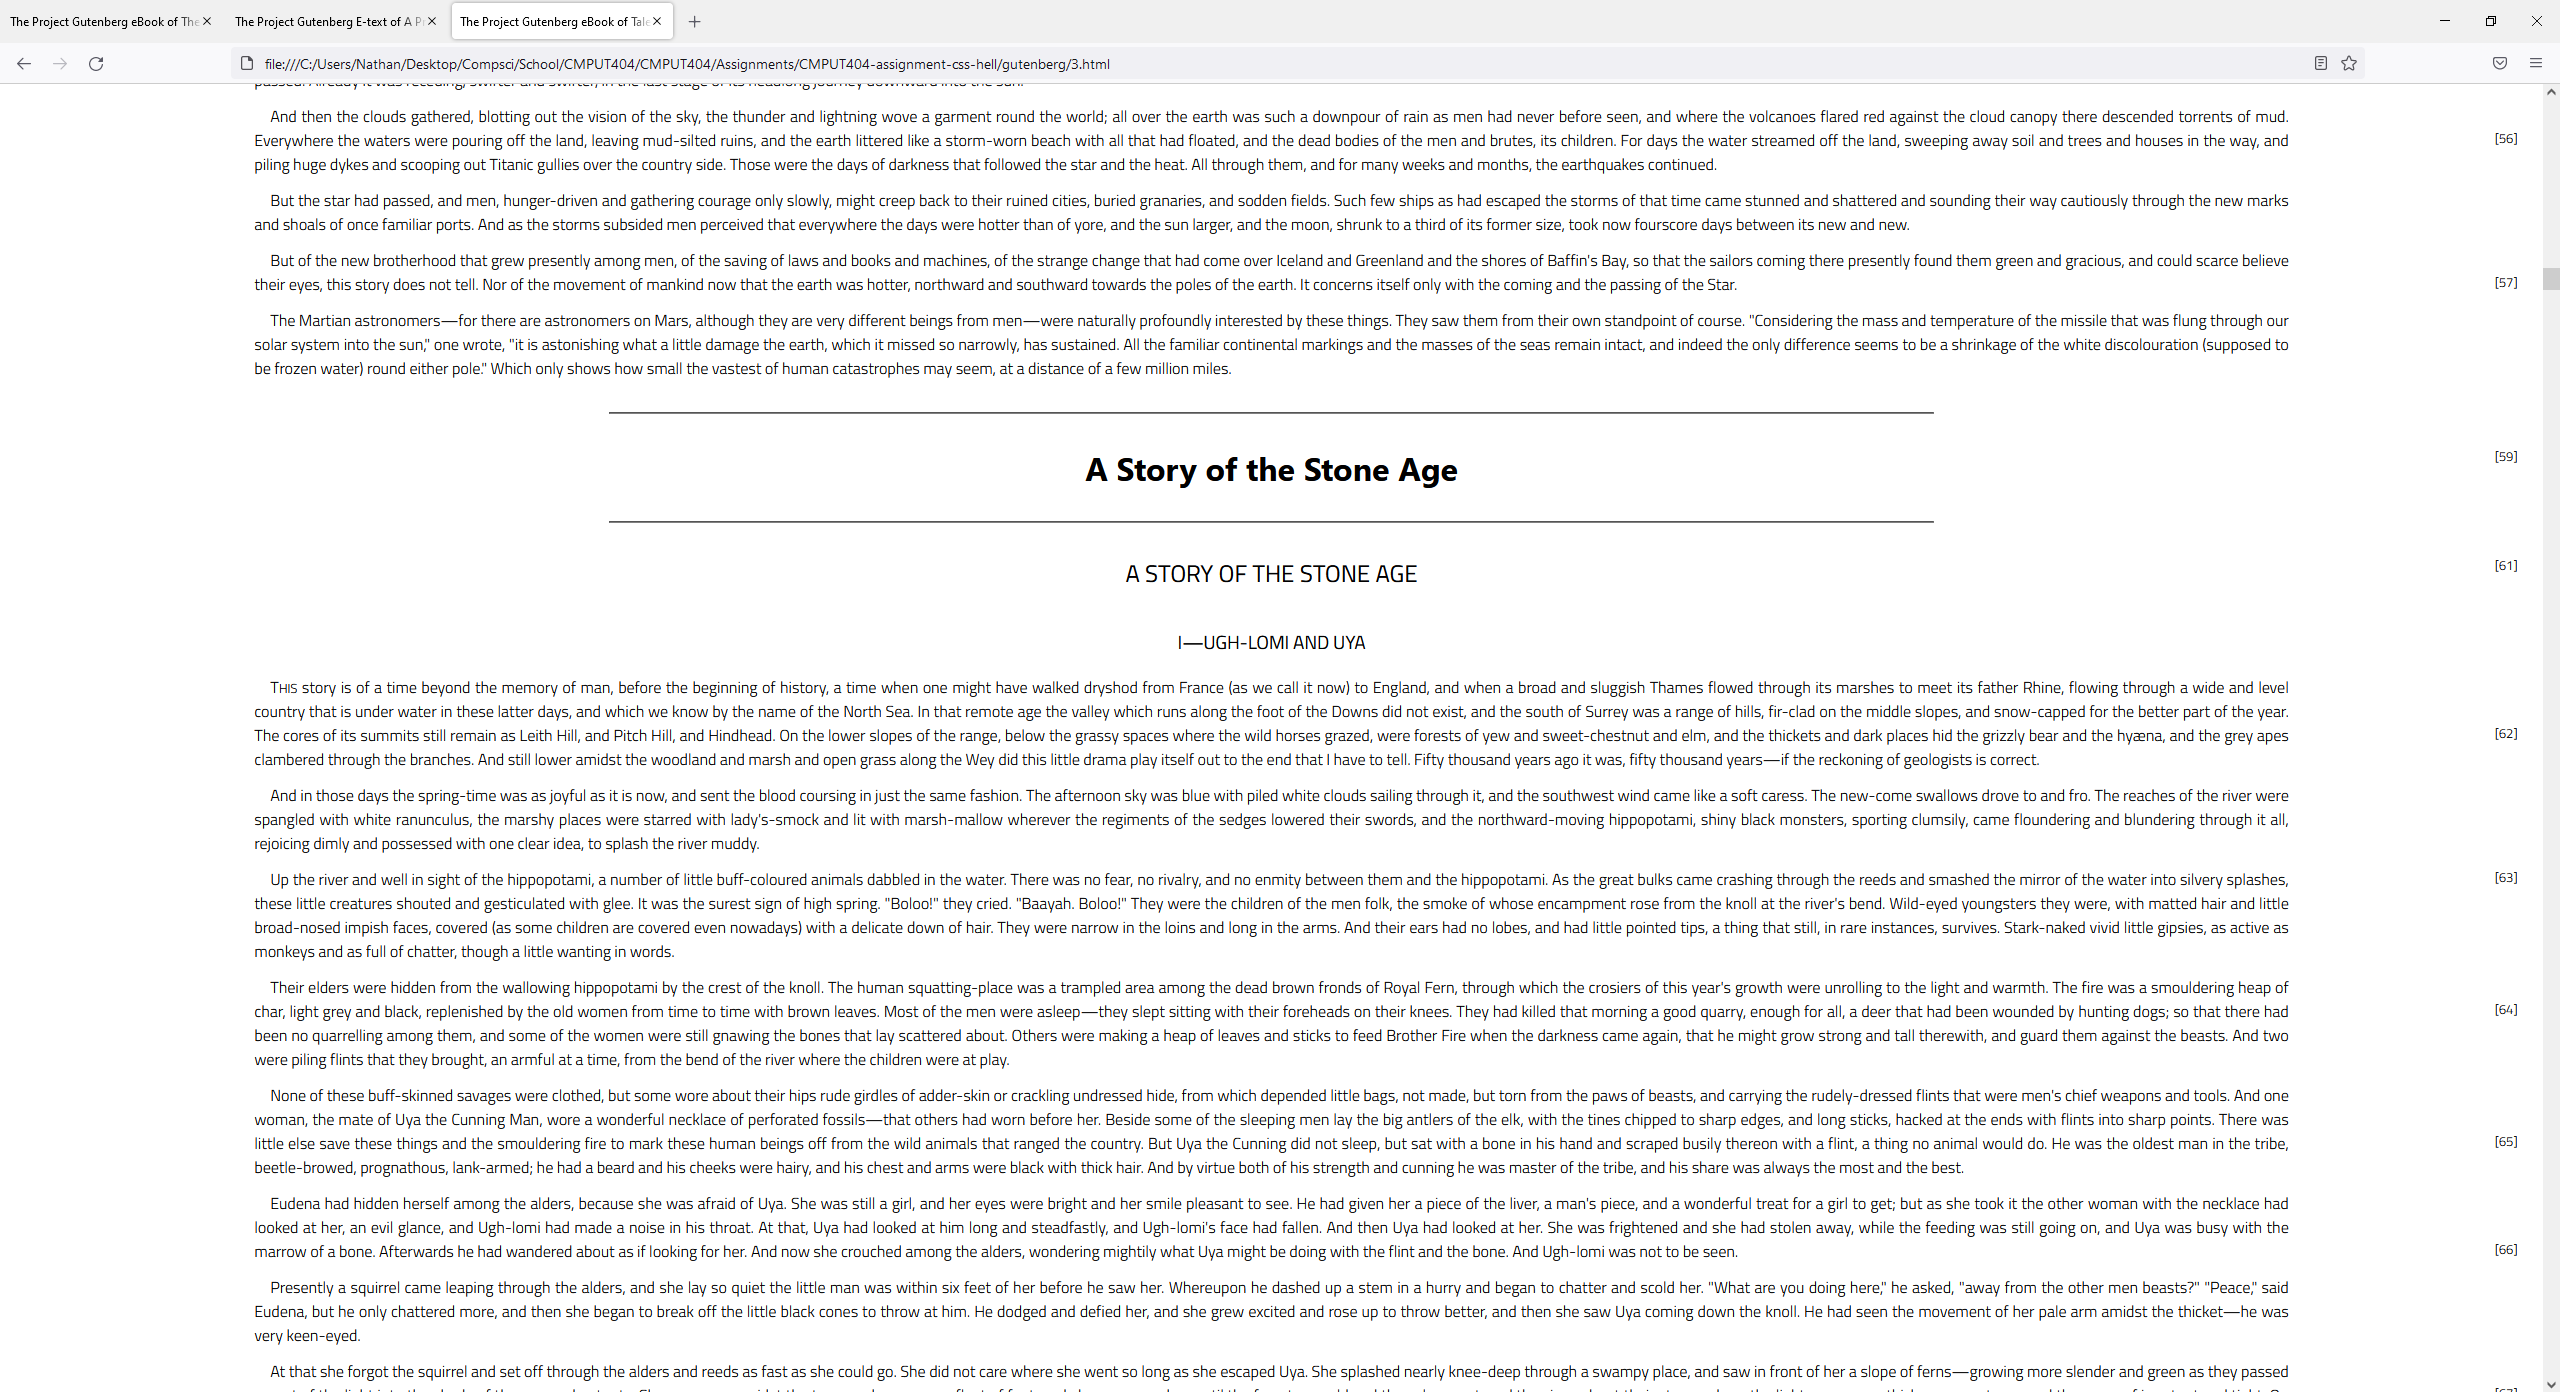 The Project Gutenberg eBook of The
The Project Gutenberg E-text of A P
The Project Gutenberg eBook of Tale
file:///C:/Users/Nathan/Desktop/Compsci/School/CMPUT404/CMPUT404/Assignments/CMPUT404-assignment-css-hell/gutenberg/3.html
passed. Already it was receding, swifter and swifter, in the last stage of its headlong journey downward into the sun.
And then the clouds gathered, blotting out the vision of the sky, the thunder and lightning wove a garment round the world; all over the earth was such a downpour of rain as men had never before seen, and where the volcanoes flared red against the cloud canopy there descended torrents of mud.
Everywhere the waters were pouring off the land, leaving mud-silted ruins, and the earth littered like a storm-worn beach with all that had floated, and the dead bodies of the men and brutes, its children. For days the water streamed off the land, sweeping away soil and trees and houses in the way, and [56]
piling huge dykes and scooping out Titanic gullies over the country side. Those were the days of darkness that followed the star and the heat. All through them, and for many weeks and months, the earthquakes continued.
But the star had passed, and men, hunger-driven and gathering courage only slowly, might creep back to their ruined cities, buried granaries, and sodden fields. Such few ships as had escaped the storms of that time came stunned and shattered and sounding their way cautiously through the new marks
and shoals of once familiar ports. And as the storms subsided men perceived that everywhere the days were hotter than of yore, and the sun larger, and the moon, shrunk to a third of its former size, took now fourscore days between its new and new.
But of the new brotherhood that grew presently among men, of the saving of laws and books and machines, of the strange change that had come over Iceland and Greenland and the shores of Baffin's Bay, so that the sailors coming there presently found them green and gracious, and could scarce believe
their eyes, this story does not tell. Nor of the movement of mankind now that the earth was hotter, northward and southward towards the poles of the earth. It concerns itself only with the coming and the passing of the Star. [57]
The Martian astronomers—for there are astronomers on Mars, although they are very different beings from men—were naturally profoundly interested by these things. They saw them from their own standpoint of course. "Considering the mass and temperature of the missile that was flung through our
solar system into the sun," one wrote, "it is astonishing what a little damage the earth, which it missed so narrowly, has sustained. All the familiar continental markings and the masses of the seas remain intact, and indeed the only difference seems to be a shrinkage of the white discolouration (supposed to
be frozen water) round either pole." Which only shows how small the vastest of human catastrophes may seem, at a distance of a few million miles.
A Story of the Stone Age [59]
A STORY OF THE STONE AGE [61]
I—UGH-LOMI AND UYA
THIS story is of a time beyond the memory of man, before the beginning of history, a time when one might have walked dryshod from France (as we call it now) to England, and when a broad and sluggish Thames flowed through its marshes to meet its father Rhine, flowing through a wide and level
country that is under water in these latter days, and which we know by the name of the North Sea. In that remote age the valley which runs along the foot of the Downs did not exist, and the south of Surrey was a range of hills, fir-clad on the middle slopes, and snow-capped for the better part of the year.
The cores of its summits still remain as Leith Hill, and Pitch Hill, and Hindhead. On the lower slopes of the range, below the grassy spaces where the wild horses grazed, were forests of yew and sweet-chestnut and elm, and the thickets and dark places hid the grizzly bear and the hyæna, and the grey apes [62]
clambered through the branches. And still lower amidst the woodland and marsh and open grass along the Wey did this little drama play itself out to the end that I have to tell. Fifty thousand years ago it was, fifty thousand years—if the reckoning of geologists is correct.
And in those days the spring-time was as joyful as it is now, and sent the blood coursing in just the same fashion. The afternoon sky was blue with piled white clouds sailing through it, and the southwest wind came like a soft caress. The new-come swallows drove to and fro. The reaches of the river were
spangled with white ranunculus, the marshy places were starred with lady's-smock and lit with marsh-mallow wherever the regiments of the sedges lowered their swords, and the northward-moving hippopotami, shiny black monsters, sporting clumsily, came floundering and blundering through it all,
rejoicing dimly and possessed with one clear idea, to splash the river muddy.
Up the river and well in sight of the hippopotami, a number of little buff-coloured animals dabbled in the water. There was no fear, no rivalry, and no enmity between them and the hippopotami. As the great bulks came crashing through the reeds and smashed the mirror of the water into silvery splashes, [63]
these little creatures shouted and gesticulated with glee. It was the surest sign of high spring. "Boloo!" they cried. "Baayah. Boloo!" They were the children of the men folk, the smoke of whose encampment rose from the knoll at the river's bend. Wild-eyed youngsters they were, with matted hair and little
broad-nosed impish faces, covered (as some children are covered even nowadays) with a delicate down of hair. They were narrow in the loins and long in the arms. And their ears had no lobes, and had little pointed tips, a thing that still, in rare instances, survives. Stark-naked vivid little gipsies, as active as
monkeys and as full of chatter, though a little wanting in words.
Their elders were hidden from the wallowing hippopotami by the crest of the knoll. The human squatting-place was a trampled area among the dead brown fronds of Royal Fern, through which the crosiers of this year's growth were unrolling to the light and warmth. The fire was a smouldering heap of
char, light grey and black, replenished by the old women from time to time with brown leaves. Most of the men were asleep—they slept sitting with their foreheads on their knees. They had killed that morning a good quarry, enough for all, a deer that had been wounded by hunting dogs; so that there had [64]
been no quarrelling among them, and some of the women were still gnawing the bones that lay scattered about. Others were making a heap of leaves and sticks to feed Brother Fire when the darkness came again, that he might grow strong and tall therewith, and guard them against the beasts. And two
were piling flints that they brought, an armful at a time, from the bend of the river where the children were at play.
None of these buff-skinned savages were clothed, but some wore about their hips rude girdles of adder-skin or crackling undressed hide, from which depended little bags, not made, but torn from the paws of beasts, and carrying the rudely-dressed flints that were men's chief weapons and tools. And one
woman, the mate of Uya the Cunning Man, wore a wonderful necklace of perforated fossils—that others had worn before her. Beside some of the sleeping men lay the big antlers of the elk, with the tines chipped to sharp edges, and long sticks, hacked at the ends with flints into sharp points. There was
little else save these things and the smouldering fire to mark these human beings off from the wild animals that ranged the country. But Uya the Cunning did not sleep, but sat with a bone in his hand and scraped busily thereon with a flint, a thing no animal would do. He was the oldest man in the tribe, [65]
beetle-browed, prognathous, lank-armed; he had a beard and his cheeks were hairy, and his chest and arms were black with thick hair. And by virtue both of his strength and cunning he was master of the tribe, and his share was always the most and the best.
Eudena had hidden herself among the alders, because she was afraid of Uya. She was still a girl, and her eyes were bright and her smile pleasant to see. He had given her a piece of the liver, a man's piece, and a wonderful treat for a girl to get; but as she took it the other woman with the necklace had
looked at her, an evil glance, and Ugh-lomi had made a noise in his throat. At that, Uya had looked at him long and steadfastly, and Ugh-lomi's face had fallen. And then Uya had looked at her. She was frightened and she had stolen away, while the feeding was still going on, and Uya was busy with the
marrow of a bone. Afterwards he had wandered about as if looking for her. And now she crouched among the alders, wondering mightily what Uya might be doing with the flint and the bone. And Ugh-lomi was not to be seen. [66]
Presently a squirrel came leaping through the alders, and she lay so quiet the little man was within six feet of her before he saw her. Whereupon he dashed up a stem in a hurry and began to chatter and scold her. "What are you doing here," he asked, "away from the other men beasts?" "Peace," said
Eudena, but he only chattered more, and then she began to break off the little black cones to throw at him. He dodged and defied her, and she grew excited and rose up to throw better, and then she saw Uya coming down the knoll. He had seen the movement of her pale arm amidst the thicket—he was
very keen-eyed.
At that she forgot the squirrel and set off through the alders and reeds as fast as she could go. She did not care where she went so long as she escaped Uya. She splashed nearly knee-deep through a swampy place, and saw in front of her a slope of ferns—growing more slender and green as they passed